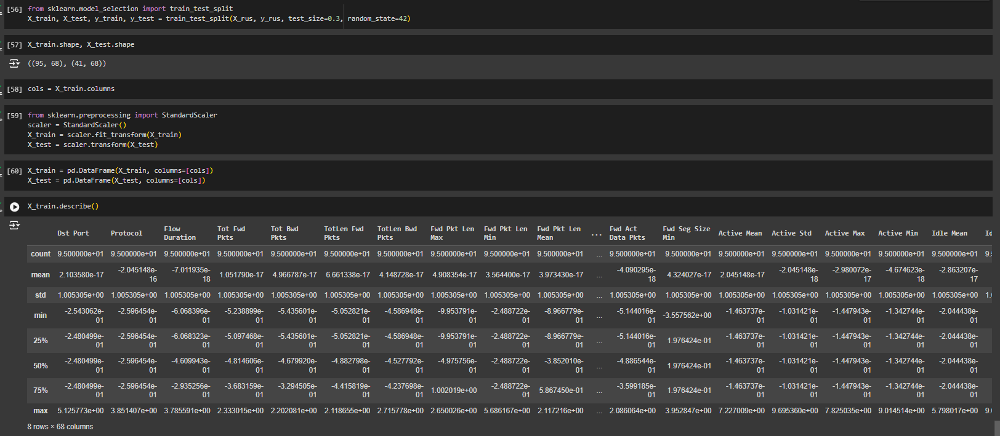 [56] from sklearn.model_selection import train_test_split
X_train, X_test, y_train, y_test = train_test_split(X_rus, y_rus, test_size=0.3, random_state=42)
[57] X_train.shape, X_test.shape
((95, 68), (41, 68))
[58] cols = X_train.columns
[59] from sklearn.preprocessing import StandardScaler
scaler = StandardScaler()
X_train = scaler.fit_transform(X_train)
X_test = scaler.transform(X_test)
[60] X_train = pd.DataFrame(X_train, columns=[cols])
X_test = pd.DataFrame(X_test, columns=[cols])
X_train.describe()
Dst Port Protocol Flow Duration Tot Fwd Pkts Tot Bwd Pkts TotLen Fwd Pkts TotLen Bwd Pkts Fwd Pkt Len Max Fwd Pkt Len Min Fwd Pkt Len Mean ... Fwd Act Data Pkts Fwd Seg Size Min Active Mean Active Std Active Max Active Min Idle Mean
count 9.500000e+01 9.500000e+01 9.500000e+01 9.500000e+01 9.500000e+01 9.500000e+01 9.500000e+01 9.500000e+01 9.500000e+01 9.500000e+01 ... 9.500000e+01 9.500000e+01 9.500000e+01 9.500000e+01 9.500000e+01 9.500000e+01 9.500000e+01 9.
mean 2.103580e-17 -2.045148e-16 -7.011935e-18 1.051790e-17 4.966787e-17 6.661338e-17 4.148728e-17 4.908354e-17 3.564400e-17 3.973430e-17 ... -4.090295e-18 4.324027e-17 2.045148e-17 -2.045148e-18 -2.980072e-17 -4.674623e-18 -2.863207e-17
std 1.005305e+00 1.005305e+00 1.005305e+00 1.005305e+00 1.005305e+00 1.005305e+00 1.005305e+00 1.005305e+00 1.005305e+00 1.005305e+00 ... 1.005305e+00 1.005305e+00 1.005305e+00 1.005305e+00 1.005305e+00 1.005305e+00 1.005305e+00 1.
min -2.543062e-01 -2.596454e-01 -6.068396e-01 -5.238899e-01 -5.435601e-01 -5.052821e-01 -4.586948e-01 -9.953791e-01 -2.488722e-01 -8.966779e-01 ... -5.144016e-01 -3.557562e+00 -1.463737e-01 -1.031421e-01 -1.447943e-01 -1.342744e-01 -2.044438e-01
25% -2.480499e-01 -2.596454e-01 -6.068323e-01 -5.097468e-01 -5.435601e-01 -5.052821e-01 -4.586948e-01 -9.953791e-01 -2.488722e-01 -8.966779e-01 ... -5.144016e-01 1.976424e-01 -1.463737e-01 -1.031421e-01 -1.447943e-01 -1.342744e-01 -2.044438e-01
50% -2.480499e-01 -2.596454e-01 -4.609943e-01 -4.814606e-01 -4.679920e-01 -4.882798e-01 -4.527792e-01 -4.975756e-01 -2.488722e-01 -3.852010e-01 ... -4.886544e-01 1.976424e-01 -1.463737e-01 -1.031421e-01 -1.447943e-01 -1.342744e-01 -2.044438e-01
75% -2.480499e-01 -2.596454e-01 -2.935256e-01 -3.683159e-01 -3.294505e-01 -4.415819e-01 -4.237698e-01 1.002019e+00 -2.488722e-01 5.867450e-01 ... -3.599185e-01 1.976424e-01 -1.463737e-01 -1.031421e-01 -1.447943e-01 -1.342744e-01 -2.044438e-01
max 5.125773e+00 3.851407e+00 3.785591e+00 2.333015e+00 2.202081e+00 2.118655e+00 2.715778e+00 2.650026e+00 5.686167e+00 2.117216e+00 ... 2.086064e+00 3.952847e+00 7.227009e+00 9.695360e+00 7.825035e+00 9.014514e+00 5.798017e+00 9.
8 rows × 68 columns